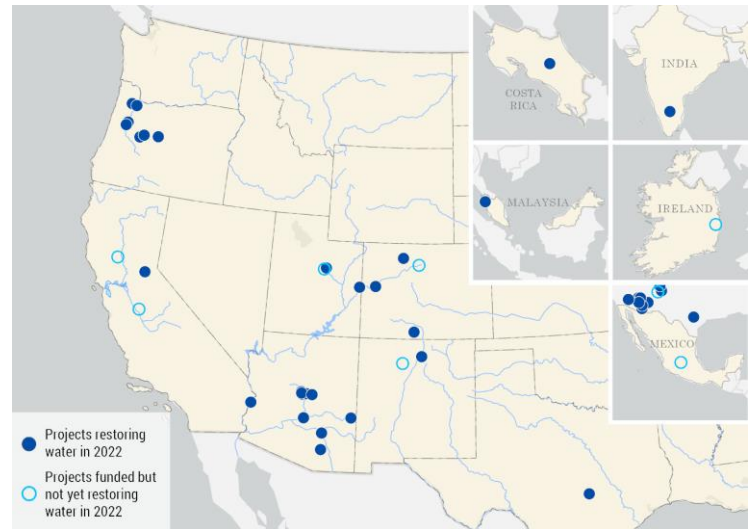 COSTA
RICA
INDIA
MALAYSIA
IRELAND
MEXICO
Projects restoring
water in 2022
Projects funded but
not yet restoring
water in 2022